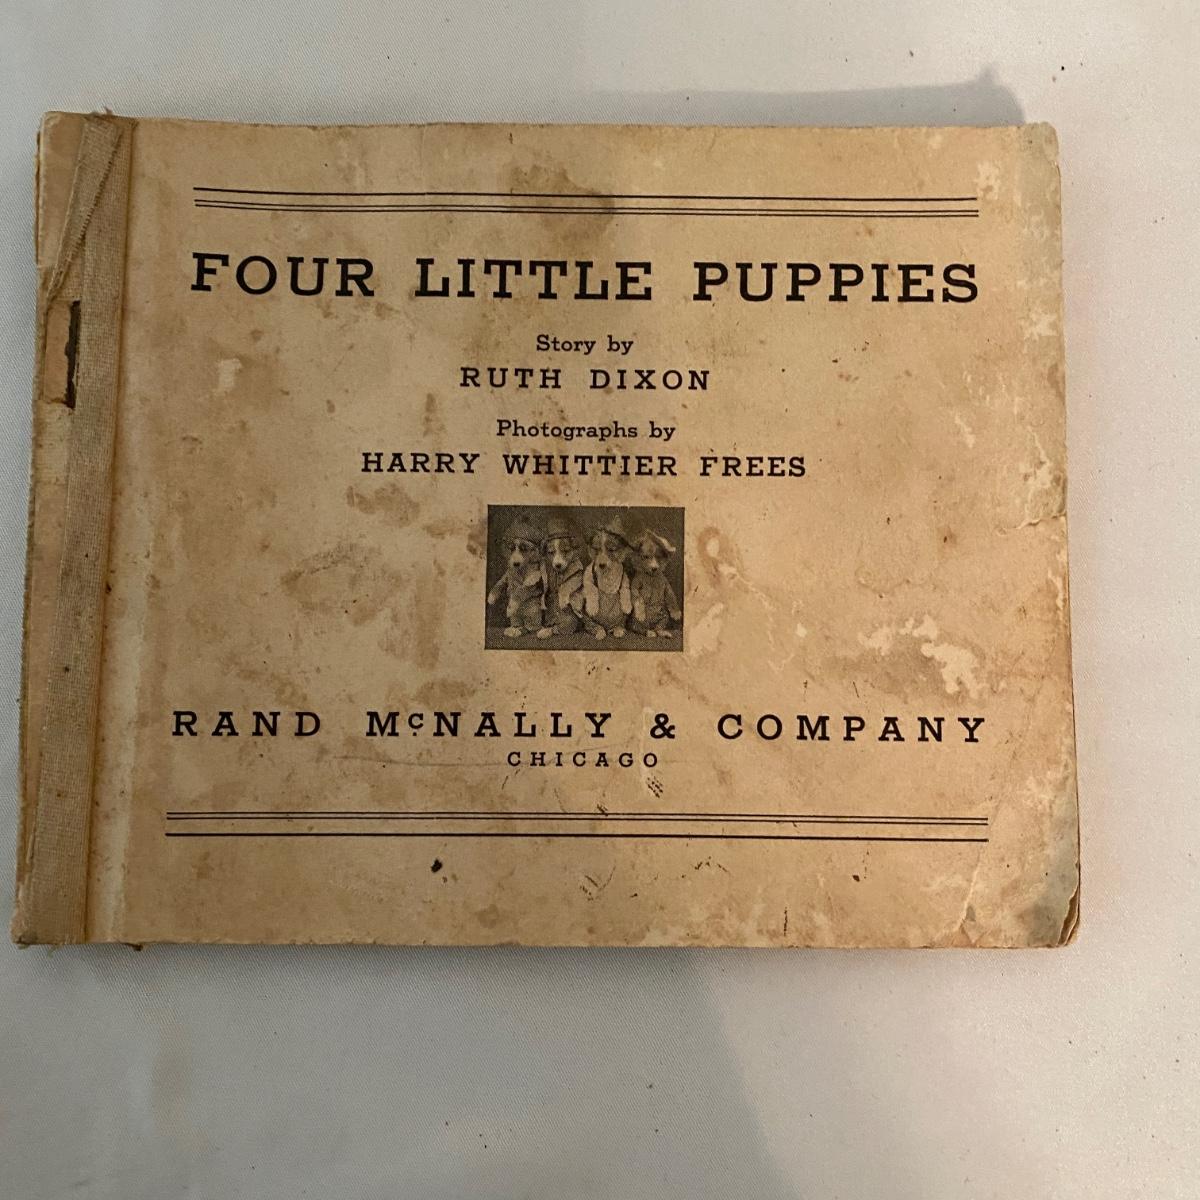 FOUR LITTLE PUPPIES
Story by
RUTH DIXON
Photographs by
HARRY WHITTIER FREES
RAND McNALLY & COMPANY
CHICAGO